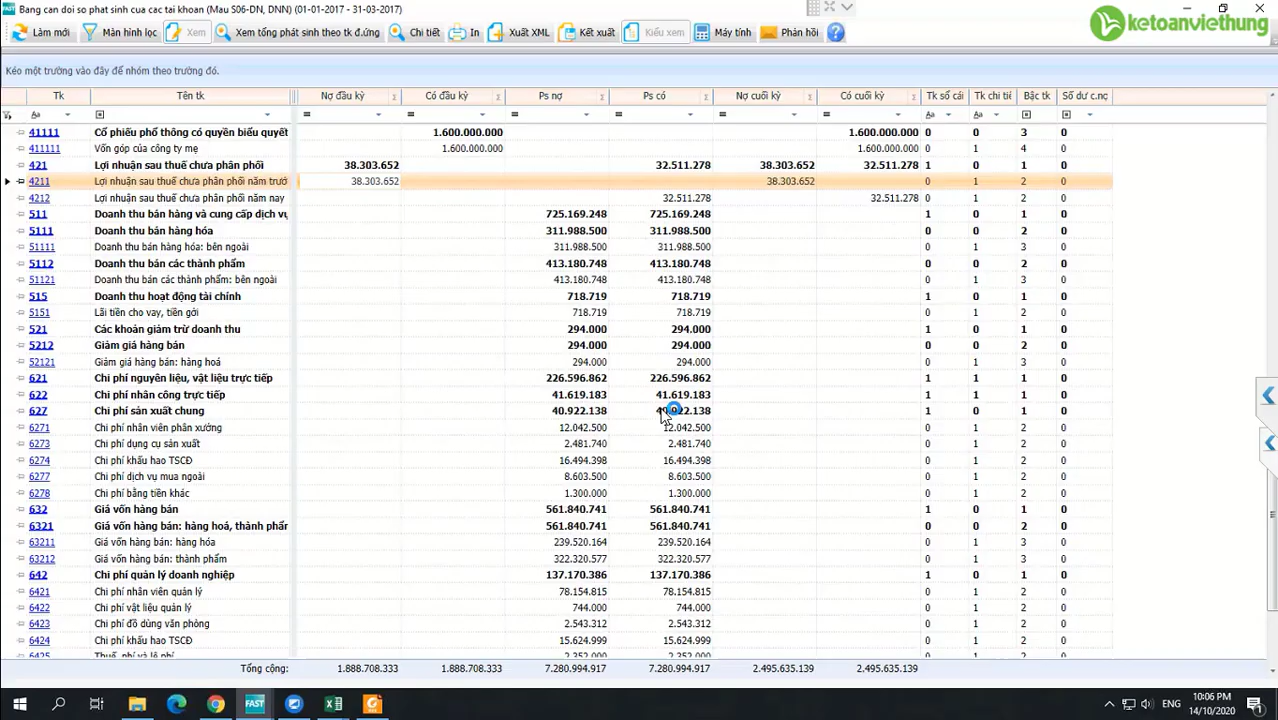 Bang can doi so phat sinh cua cac tai khoan (Mau S06-DN, DNN) (01-01-2017 - 31-03-2017)
ketoanviethung
Làm mới Màn hình lọc Xem Xem tổng phát sinh theo tk đ.ứng Chi tiết In Xuất XML Kết xuất Kiểu xem Máy tính Phản hồi
Kéo một trường vào đây để nhóm theo trường đó.
Tk Tên tk Nợ đầu kỳ Có đầu kỳ Ps nợ Ps có Nợ cuối kỳ Có cuối kỳ Tk sổ cái Tk chi tiê Bậc tk Số dư c.nợ
41111 Cổ phiếu phổ thông có quyền biểu quyết 1.600.000.000 1.600.000.000 0 0 3 0
411111 Vốn góp của công ty mẹ 1.600.000.000 1.600.000.000 0 1 4 0
421 Lợi nhuận sau thuế chưa phân phối 38.303.652 32.511.278 38.303.652 32.511.278 1 0 1 0
4211 Lợi nhuận sau thuế chưa phân phối năm trướ 38.303.652 38.303.652 0 1 2 0
4212 Lợi nhuận sau thuế chưa phân phối năm nay 32.511.278 32.511.278 0 1 2 0
511 Doanh thu bán hàng và cung cấp dịch vụ 725.169.248 725.169.248 1 0 1 0
5111 Doanh thu bán hàng hóa 311.988.500 311.988.500 0 0 2 0
51111 Doanh thu bán hàng hóa: bên ngoài 311.988.500 311.988.500 0 1 3 0
5112 Doanh thu bán các thành phẩm 413.180.748 413.180.748 0 0 2 0
51121 Doanh thu bán các thành phẩm: bên ngoài 413.180.748 413.180.748 0 1 3 0
515 Doanh thu hoạt động tài chính 718.719 718.719 1 0 1 0
5151 Lãi tiền cho vay, tiền gởi 718.719 718.719 0 1 2 0
521 Các khoản giảm trừ doanh thu 294.000 294.000 1 0 1 0
5212 Giảm giá hàng bán 294.000 294.000 0 0 2 0
52121 Giảm giá hàng bán: hàng hoá 294.000 294.000 0 1 3 0
621 Chi phí nguyên liệu, vật liệu trực tiếp 226.596.862 226.596.862 1 1 1 0
622 Chi phí nhân công trực tiếp 41.619.183 41.619.183 1 1 1 0
627 Chi phí sản xuất chung 40.922.138 1 0 1 0
6271 Chi phí nhân viên phân xưởng 12.042.500 12.042.500 0 1 2 0
6273 Chi phí dụng cụ sản xuất 2.481.740 2.481.740 0 1 2 0
6274 Chi phí khấu hao TSCĐ 16.494.398 16.494.398 0 1 2 0
6277 Chi phí dịch vụ mua ngoài 8.603.500 8.603.500 0 1 2 0
6278 Chi phí bằng tiền khác 1.300.000 1.300.000 0 1 2 0
632 Giá vốn hàng bán 561.840.741 561.840.741 1 0 1 0
6321 Giá vốn hàng bán: hàng hoá, thành phẩm 561.840.741 561.840.741 0 0 2 0
63211 Giá vốn hàng bán: hàng hóa 239.520.164 239.520.164 0 1 3 0
63212 Giá vốn hàng bán: thành phẩm 322.320.577 322.320.577 0 1 3 0
642 Chi phí quản lý doanh nghiệp 137.170.386 137.170.386 1 0 1 0
6421 Chi phí nhân viên quản lý 78.154.815 78.154.815 0 1 2 0
6422 Chi phí vật liệu quản lý 744.000 744.000 0 1 2 0
6423 Chi phí đồ dùng văn phòng 2.543.312 2.543.312 0 1 2 0
6424 Chi phí khấu hao TSCĐ 15.624.999 15.624.999 0 1 2 0
6425 Thuế, phí và lệ phí 2.352.000 2.352.000 0 1 2 0
Tổng cộng: 1.888.708.333 1.888.708.333 7.280.994.917 7.280.994.917 2.495.635.139 2.495.635.139
FAST ENG 10:06 PM
14/10/2020